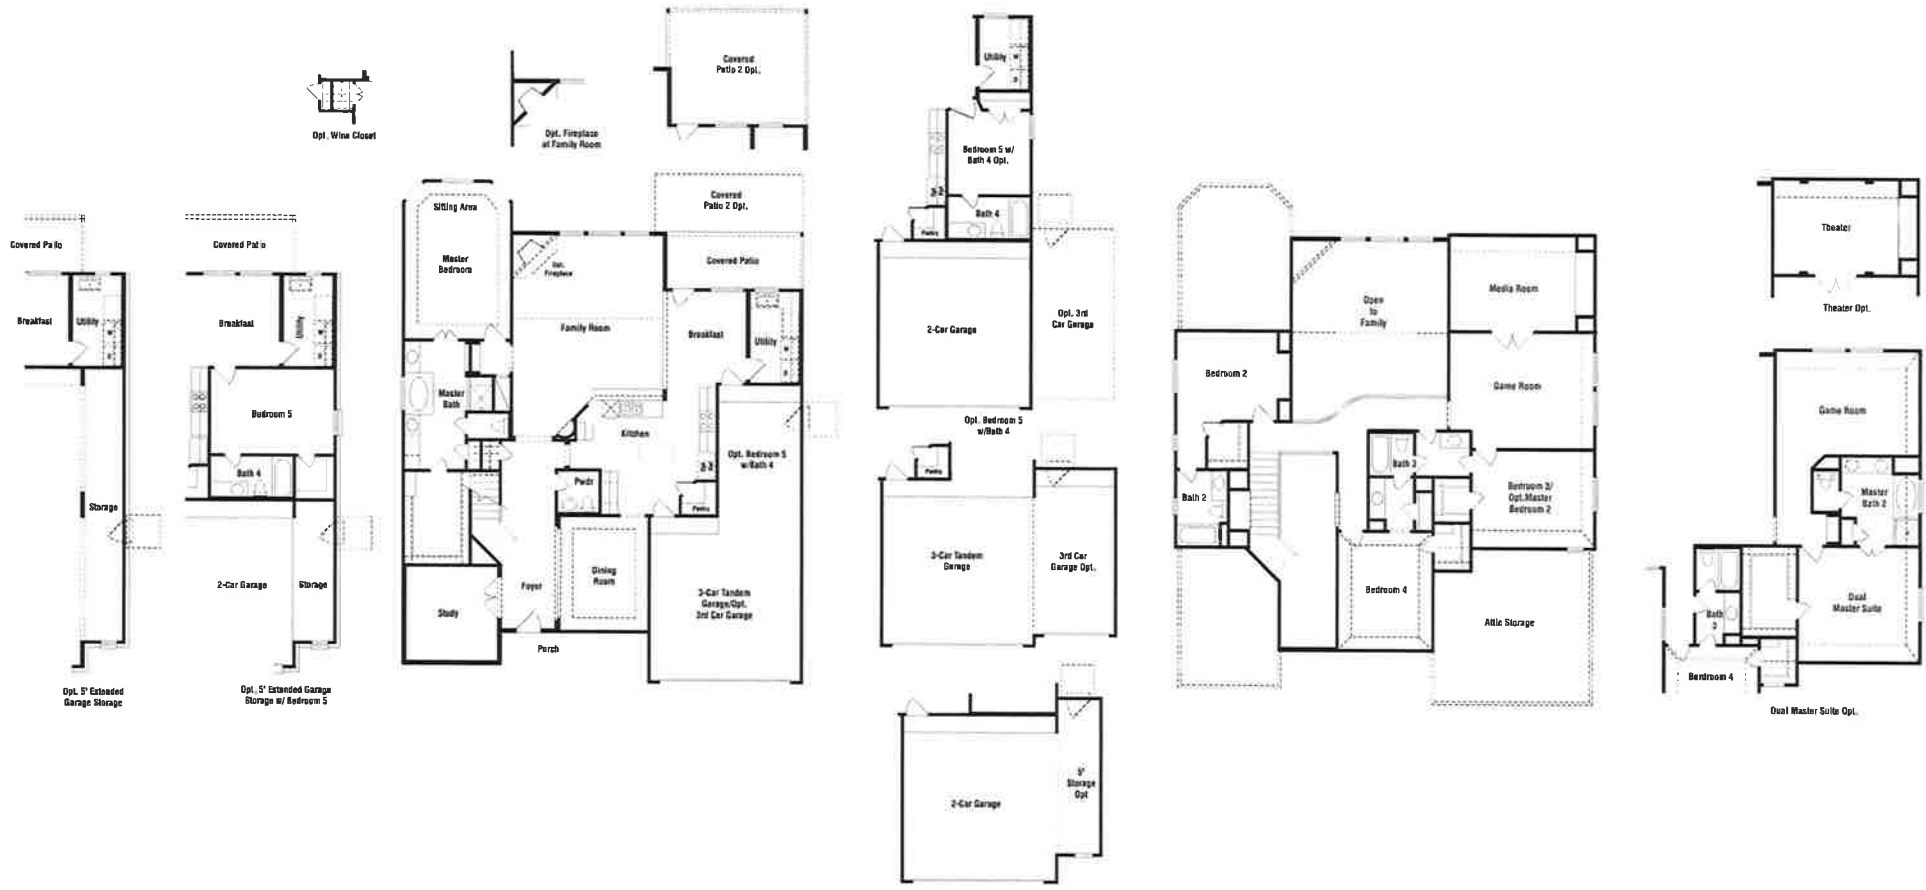 Opt. Wine Closet
Covered Patio
Breakfast
Utility
Storage
Opt. 5' Extended
Garage Storage
Covered Patio
Breakfast
Utility
Bedroom 5
Bath 4
2-Car Garage
Storage
Opt. 5' Extended Garage
Storage w/ Bedroom 5
Opt. Fireplace
at Family Room
Covered
Patio 2 Opt.
Covered
Patio 2 Opt.
Sitting Area
Master
Bedroom
Opt.
Fireplace
Covered Patio
Family Room
Breakfast
Utility
Master
Bath
Kitchen
Opt. Bedroom 5
w/Bath 4
Pwdr
Pantry
Dining
Room
Foyer
Study
Porch
3-Car Tandem
Garage/Opt.
3rd Car Garage
Utility
Bedroom 5 w/
Bath 4 Opt.
Bath 4
Pantry
2-Car Garage
Opt. 3rd
Car Garage
Opt. Bedroom 5
w/Bath 4
Pantry
3-Car Tandem
Garage
3rd Car
Garage Opt.
2-Car Garage
5'
Storage
Opt
Media Room
Open
to
Family
Bedroom 2
Game Room
Bath 3
Bath 2
Bedroom 3/
Opt.Master
Bedroom 2
Bedroom 4
Attic Storage
Theater
Theater Opt.
Game Room
Master
Bath 2
Dual
Master Suite
Bath
3
Bedroom 4
Dual Master Suite Opt.